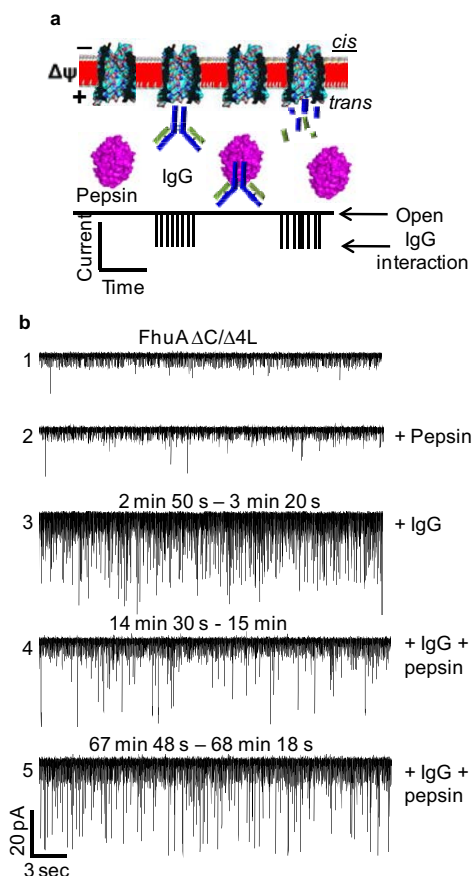 a
−
cis
Δψ
+
trans
Pepsin
IgG
Open
IgG
interaction
Current
Time
b
FhuA ΔC/Δ4L
1
2
+ Pepsin
2 min 50 s – 3 min 20 s
3
+ IgG
14 min 30 s - 15 min
4
+ IgG +
pepsin
67 min 48 s – 68 min 18 s
5
+ IgG +
pepsin
20 pA
3 sec